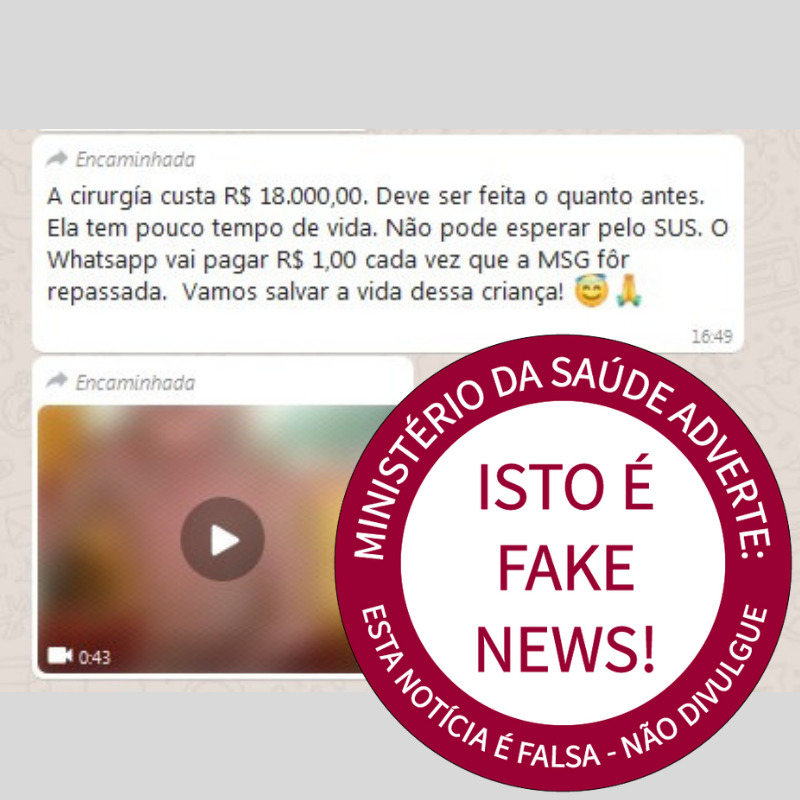 Encaminhada
A cirurgía custa R$ 18.000,00. Deve ser feita o quanto antes.
Ela tem pouco tempo de vida. Não pode esperar pelo SUS. O
Whatsapp vai pagar R$ 1,00 cada vez que a MSG fôr
repassada. Vamos salvar a vida dessa criança! 😇🙏
16:49
Encaminhada
0:43
MINISTÉRIO DA SAÚDE ADVERTE:
ISTO É
FAKE
NEWS!
ESTA NOTÍCIA É FALSA - NÃO DIVULGUE